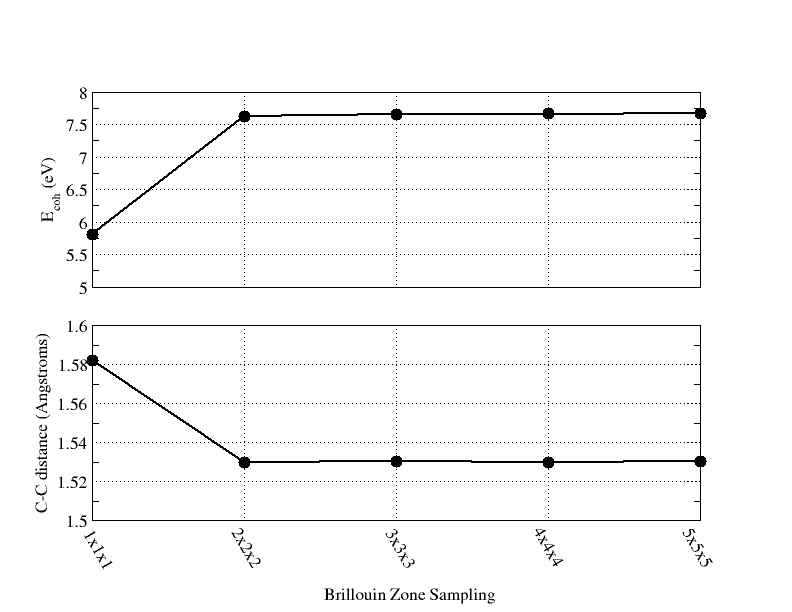 8
7.5
7
6.5
6
5.5
5
E_coh (eV)
1.6
1.58
1.56
1.54
1.52
1.5
C-C distance (Angstroms)
1x1x1
2x2x2
3x3x3
4x4x4
5x5x5
Brillouin Zone Sampling